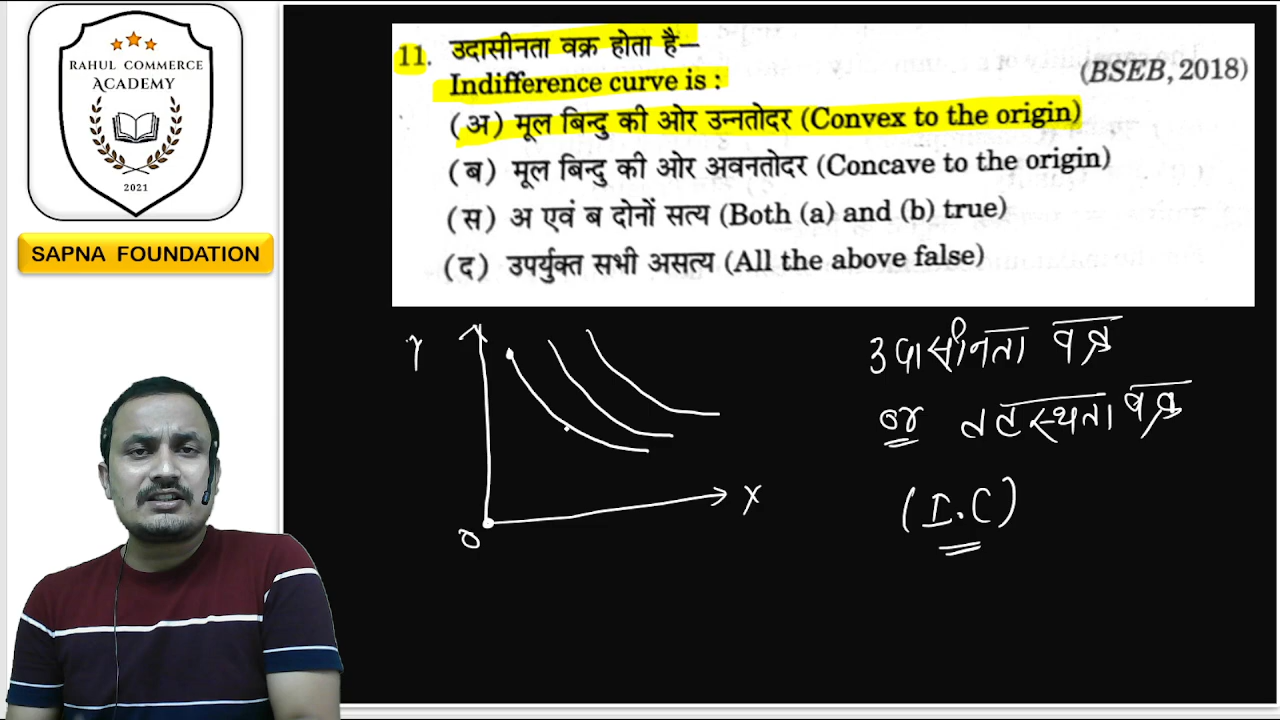 RAHUL COMMERCE
ACADEMY
2021
SAPNA FOUNDATION
11. उदासीनता वक्र होता है–
Indifference curve is :
(BSEB, 2018)
(अ) मूल बिन्दु की ओर उन्नतोदर (Convex to the origin)
(ब) मूल बिन्दु की ओर अवनतोदर (Concave to the origin)
(स) अ एवं ब दोनों सत्य (Both (a) and (b) true)
(द) उपर्युक्त सभी असत्य (All the above false)
Y
X
O
उदासीनता वक्र
or तटस्थता वक्र
(I.C)